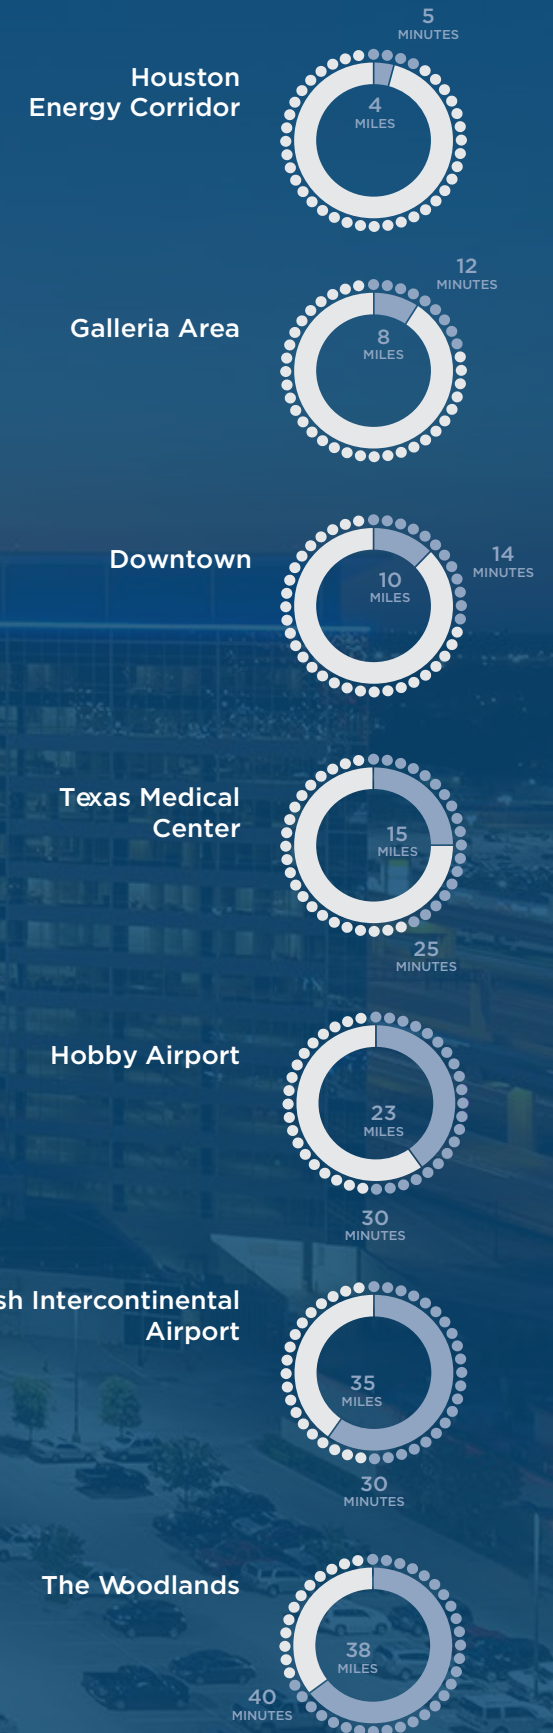 5
MINUTES
Houston
Energy Corridor
4
MILES
12
MINUTES
Galleria Area
8
MILES
Downtown
14
MINUTES
10
MILES
Texas Medical
Center
15
MILES
25
MINUTES
Hobby Airport
23
MILES
30
MINUTES
sh Intercontinental
Airport
35
MILES
30
MINUTES
The Woodlands
38
MILES
40
MINUTES